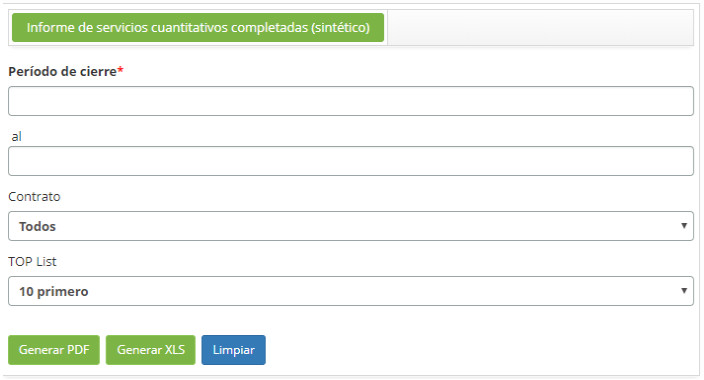 Informe de servicios cuantitativos completadas (sintético)
Período de cierre*
al
Contrato
Todos
TOP List
10 primero
Generar PDF Generar XLS Limpiar